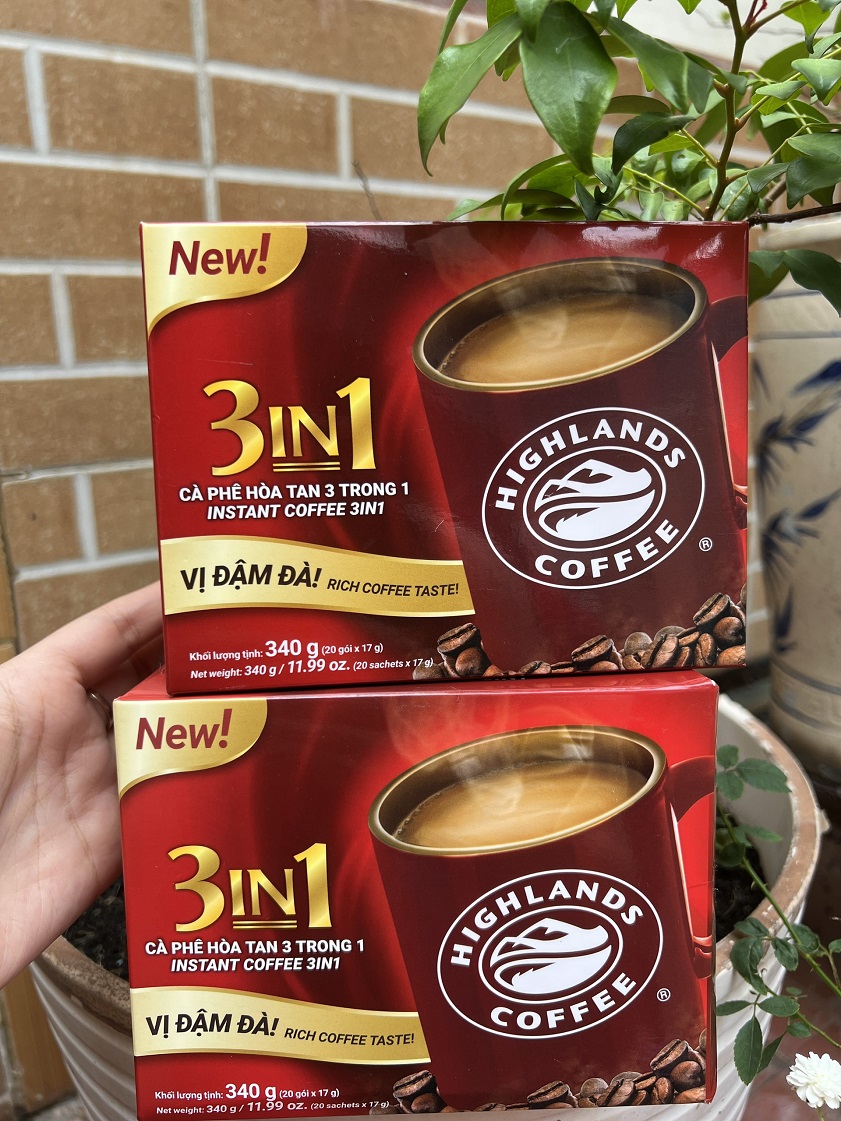 New!
3IN1
CÀ PHÊ HÒA TAN 3 TRONG 1
INSTANT COFFEE 3IN1
VỊ ĐẬM ĐÀ! RICH COFFEE TASTE!
Khối lượng tịnh: 340 g (20 gói x 17 g)
Net weight: 340 g / 11.99 oz. (20 sachets x 17 g)
HIGHLANDS
COFFEE
®
New!
3IN1
CÀ PHÊ HÒA TAN 3 TRONG 1
INSTANT COFFEE 3IN1
VỊ ĐẬM ĐÀ! RICH COFFEE TASTE!
Khối lượng tịnh: 340 g (20 gói x 17 g)
Net weight: 340 g / 11.99 oz. (20 sachets x 17 g)
HIGHLANDS
COFFEE
®